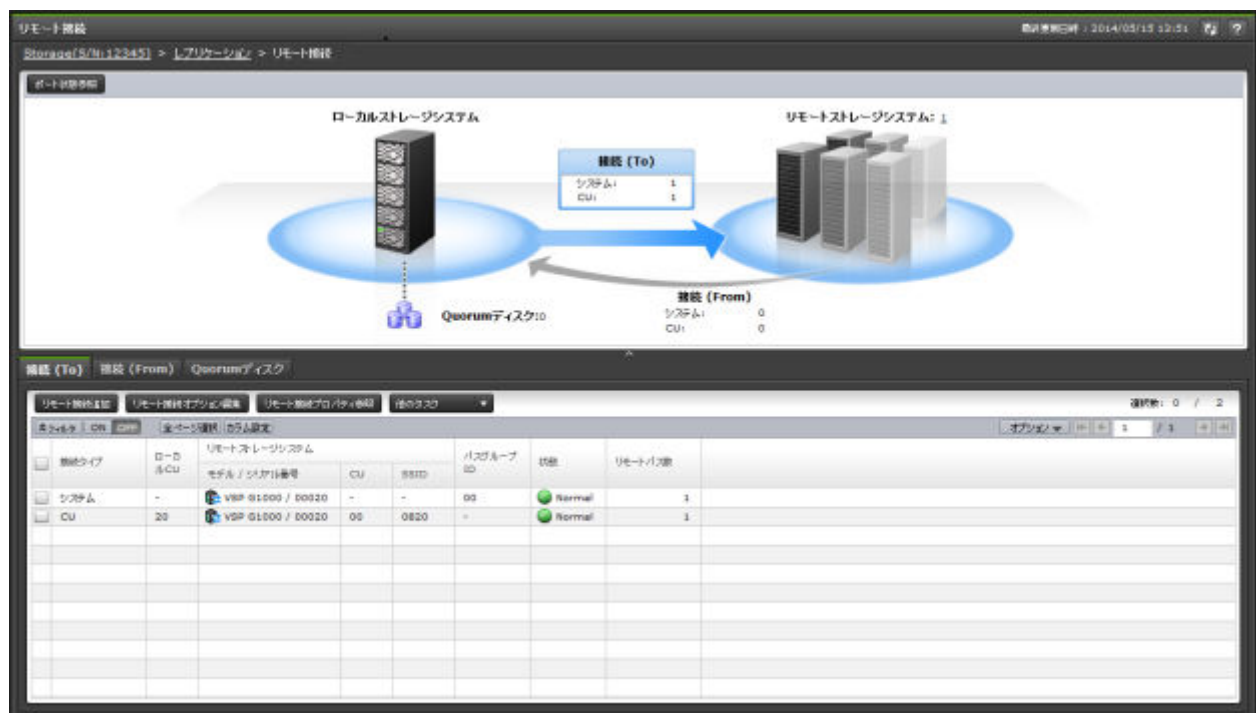 リモート接続
最終更新日時 : 2014/05/15 13:51
?
Storage(S/N:12345) > レプリケーション > リモート接続
ポート状態参照
ローカルストレージシステム
リモートストレージシステム: 1
接続 (To)
システム: 1
CU: 1
Quorumディスク:0
接続 (From)
システム: 0
CU: 0
接続 (To) 接続 (From) Quorumディスク
リモート接続追加 リモート接続オプション編集 リモート接続プロパティ参照 他のタスク
選択数: 0 / 2
フィルタ ON OFF 全ページ選択 カラム設定
オプション 1 / 1
接続タイプ ローカルCU リモートストレージシステム パスグループID 状態 リモートパス数
モデル / シリアル番号 CU SSID
システム - VSP G1000 / 00020 - - 00 Normal 1
CU 20 VSP G1000 / 00020 00 0820 - Normal 1